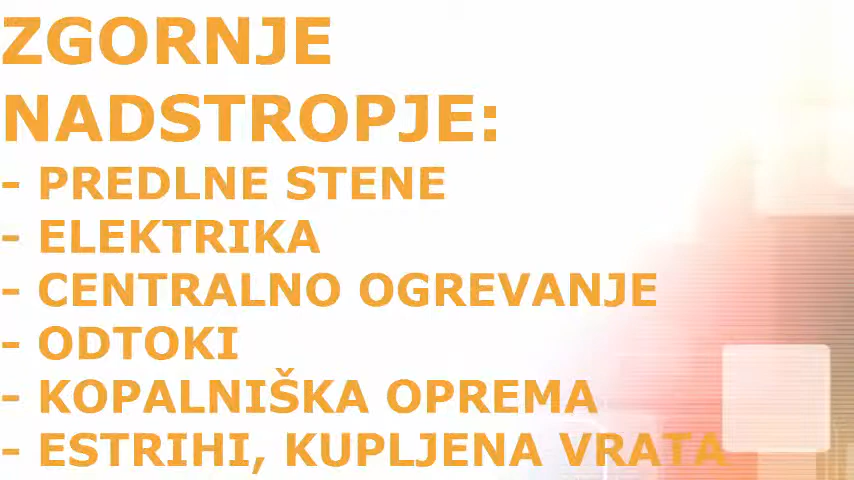 ZGORNJE
NADSTROPJE:
- PREDLNE STENE
- ELEKTRIKA
- CENTRALNO OGREVANJE
- ODTOKI
- KOPALNIŠKA OPREMA
- ESTRIHI, KUPLJENA VRATA